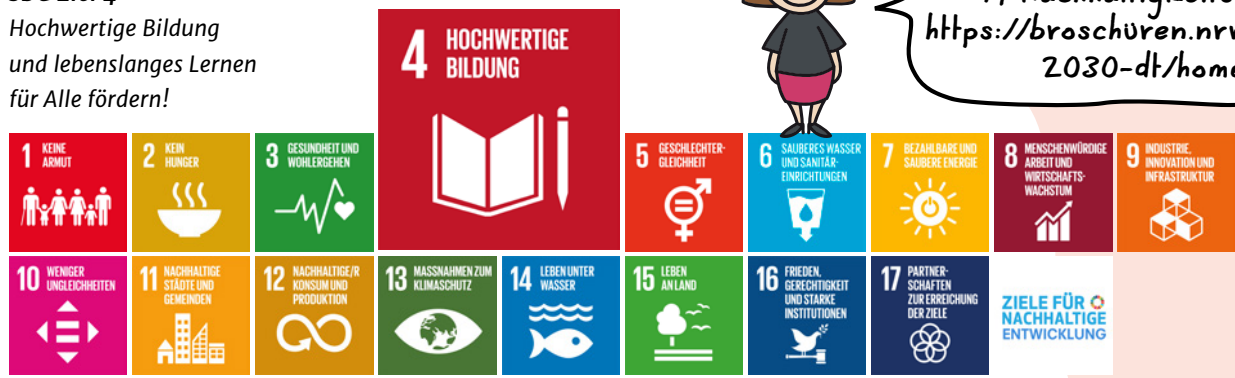 Hochwertige Bildung
und lebenslanges Lernen
für Alle fördern!
https://broschüren.nrw
2030-dt/home
4 HOCHWERTIGE
BILDUNG
1 KEINE
ARMUT
2 KEIN
HUNGER
3 GESUNDHEIT UND
WOHLERGEHEN
5 GESCHLECHTER-
GLEICHHEIT
6 SAUBERES WASSER
UND SANITÄR-
EINRICHTUNGEN
7 BEZAHLBARE UND
SAUBERE ENERGIE
8 MENSCHENWÜRDIGE
ARBEIT UND
WIRTSCHAFTS-
WACHSTUM
9 INDUSTRIE,
INNOVATION UND
INFRASTRUKTUR
10 WENIGER
UNGLEICHHEITEN
11 NACHHALTIGE
STÄDTE UND
GEMEINDEN
12 NACHHALTIGE/R
KONSUM UND
PRODUKTION
13 MASSNAHMEN ZUM
KLIMASCHUTZ
14 LEBEN UNTER
WASSER
15 LEBEN
AN LAND
16 FRIEDEN,
GERECHTIGKEIT
UND STARKE
INSTITUTIONEN
17 PARTNER-
SCHAFTEN
ZUR ERREICHUNG
DER ZIELE
ZIELE FÜR
NACHHALTIGE
ENTWICKLUNG